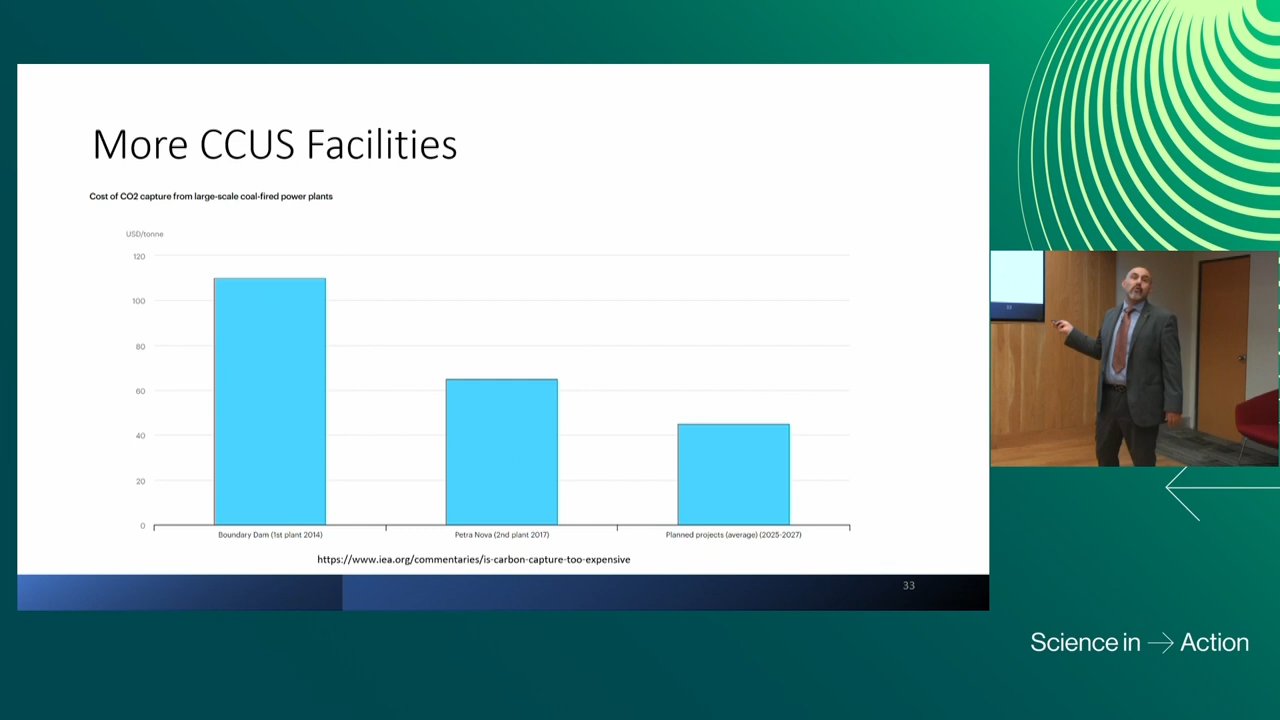 More CCUS Facilities
Cost of CO2 capture from large-scale coal-fired power plants
USD/tonne
120
100
80
60
40
20
0
Boundary Dam (1st plant 2014)
Petra Nova (2nd plant 2017)
Planned projects (average) (2025-2027)
https://www.iea.org/commentaries/is-carbon-capture-too-expensive
33
33
Science in → Action